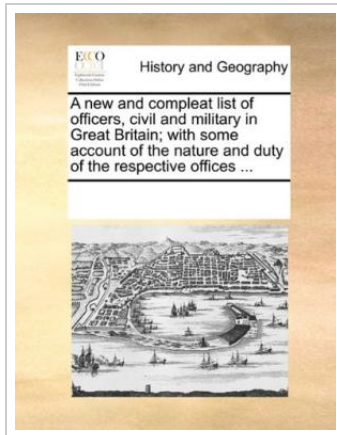 ECCO
History and Geography
A new and compleat list of
officers, civil and military in
Great Britain; with some
account of the nature and duty
of the respective offices ...